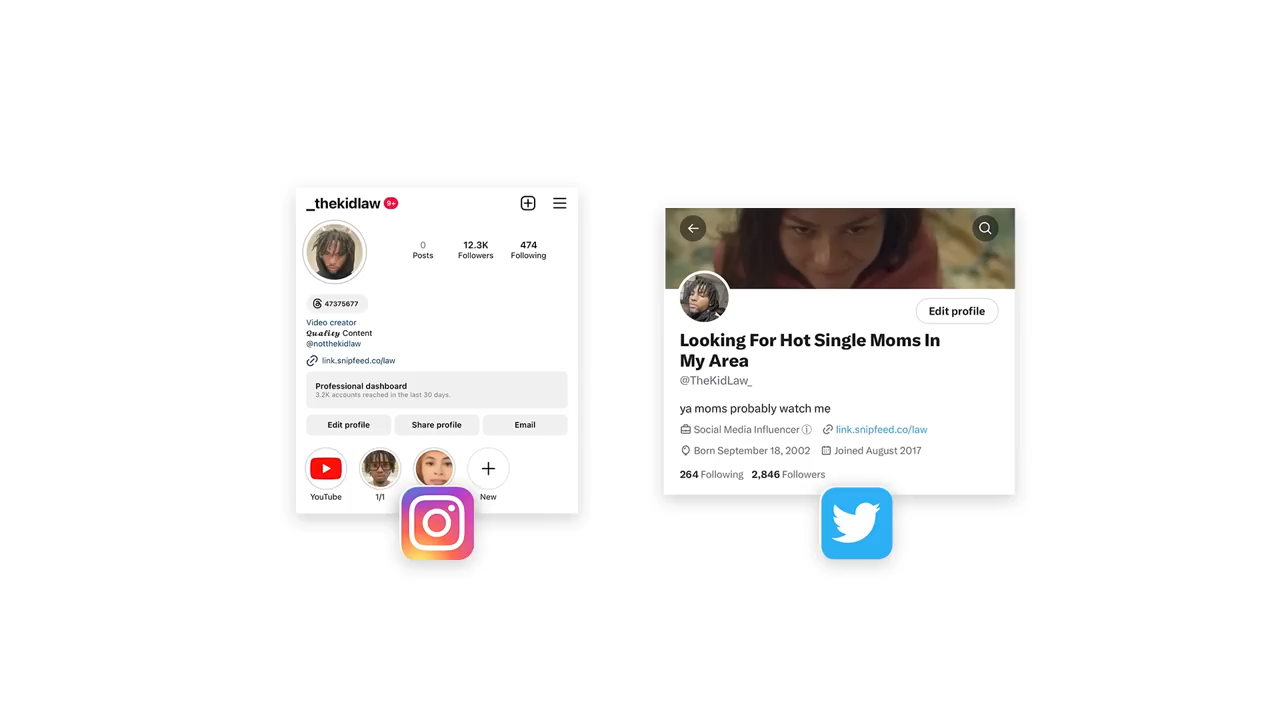 _thekidlaw 9+
0 12.3K 474
Posts Followers Following
47375677
Video creator
𝓠𝓾𝓪𝓵𝓲𝓽𝔂 Content
@notthekidlaw
link.snipfeed.co/law
Professional dashboard
3.2K accounts reached in the last 30 days.
Edit profile Share profile Email
YouTube 1/1 New
Edit profile
Looking For Hot Single Moms In
My Area
@TheKidLaw_
ya moms probably watch me
Social Media Influencer link.snipfeed.co/law
Born September 18, 2002 Joined August 2017
264 Following 2,846 Followers